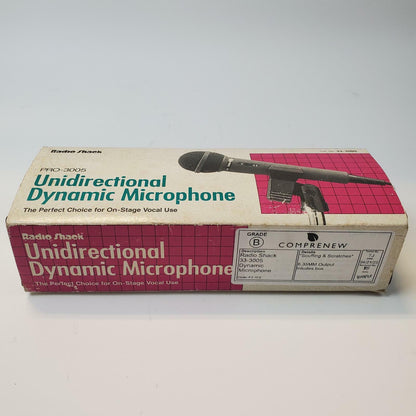 Radio Shack
PRO-3005
Unidirectional
Dynamic Microphone
The Perfect Choice for On-Stage Vocal Use
Radio Shack
Unidirectional
Dynamic Microphone
The Perfect Choice for On-Stage Vocal Use
GRADE
B
COMPRENEW
Description
Radio Shack
33-3005
Dynamic
Microphone
Details
"Scuffing & Scratches"
6.35MM Output
Includes box